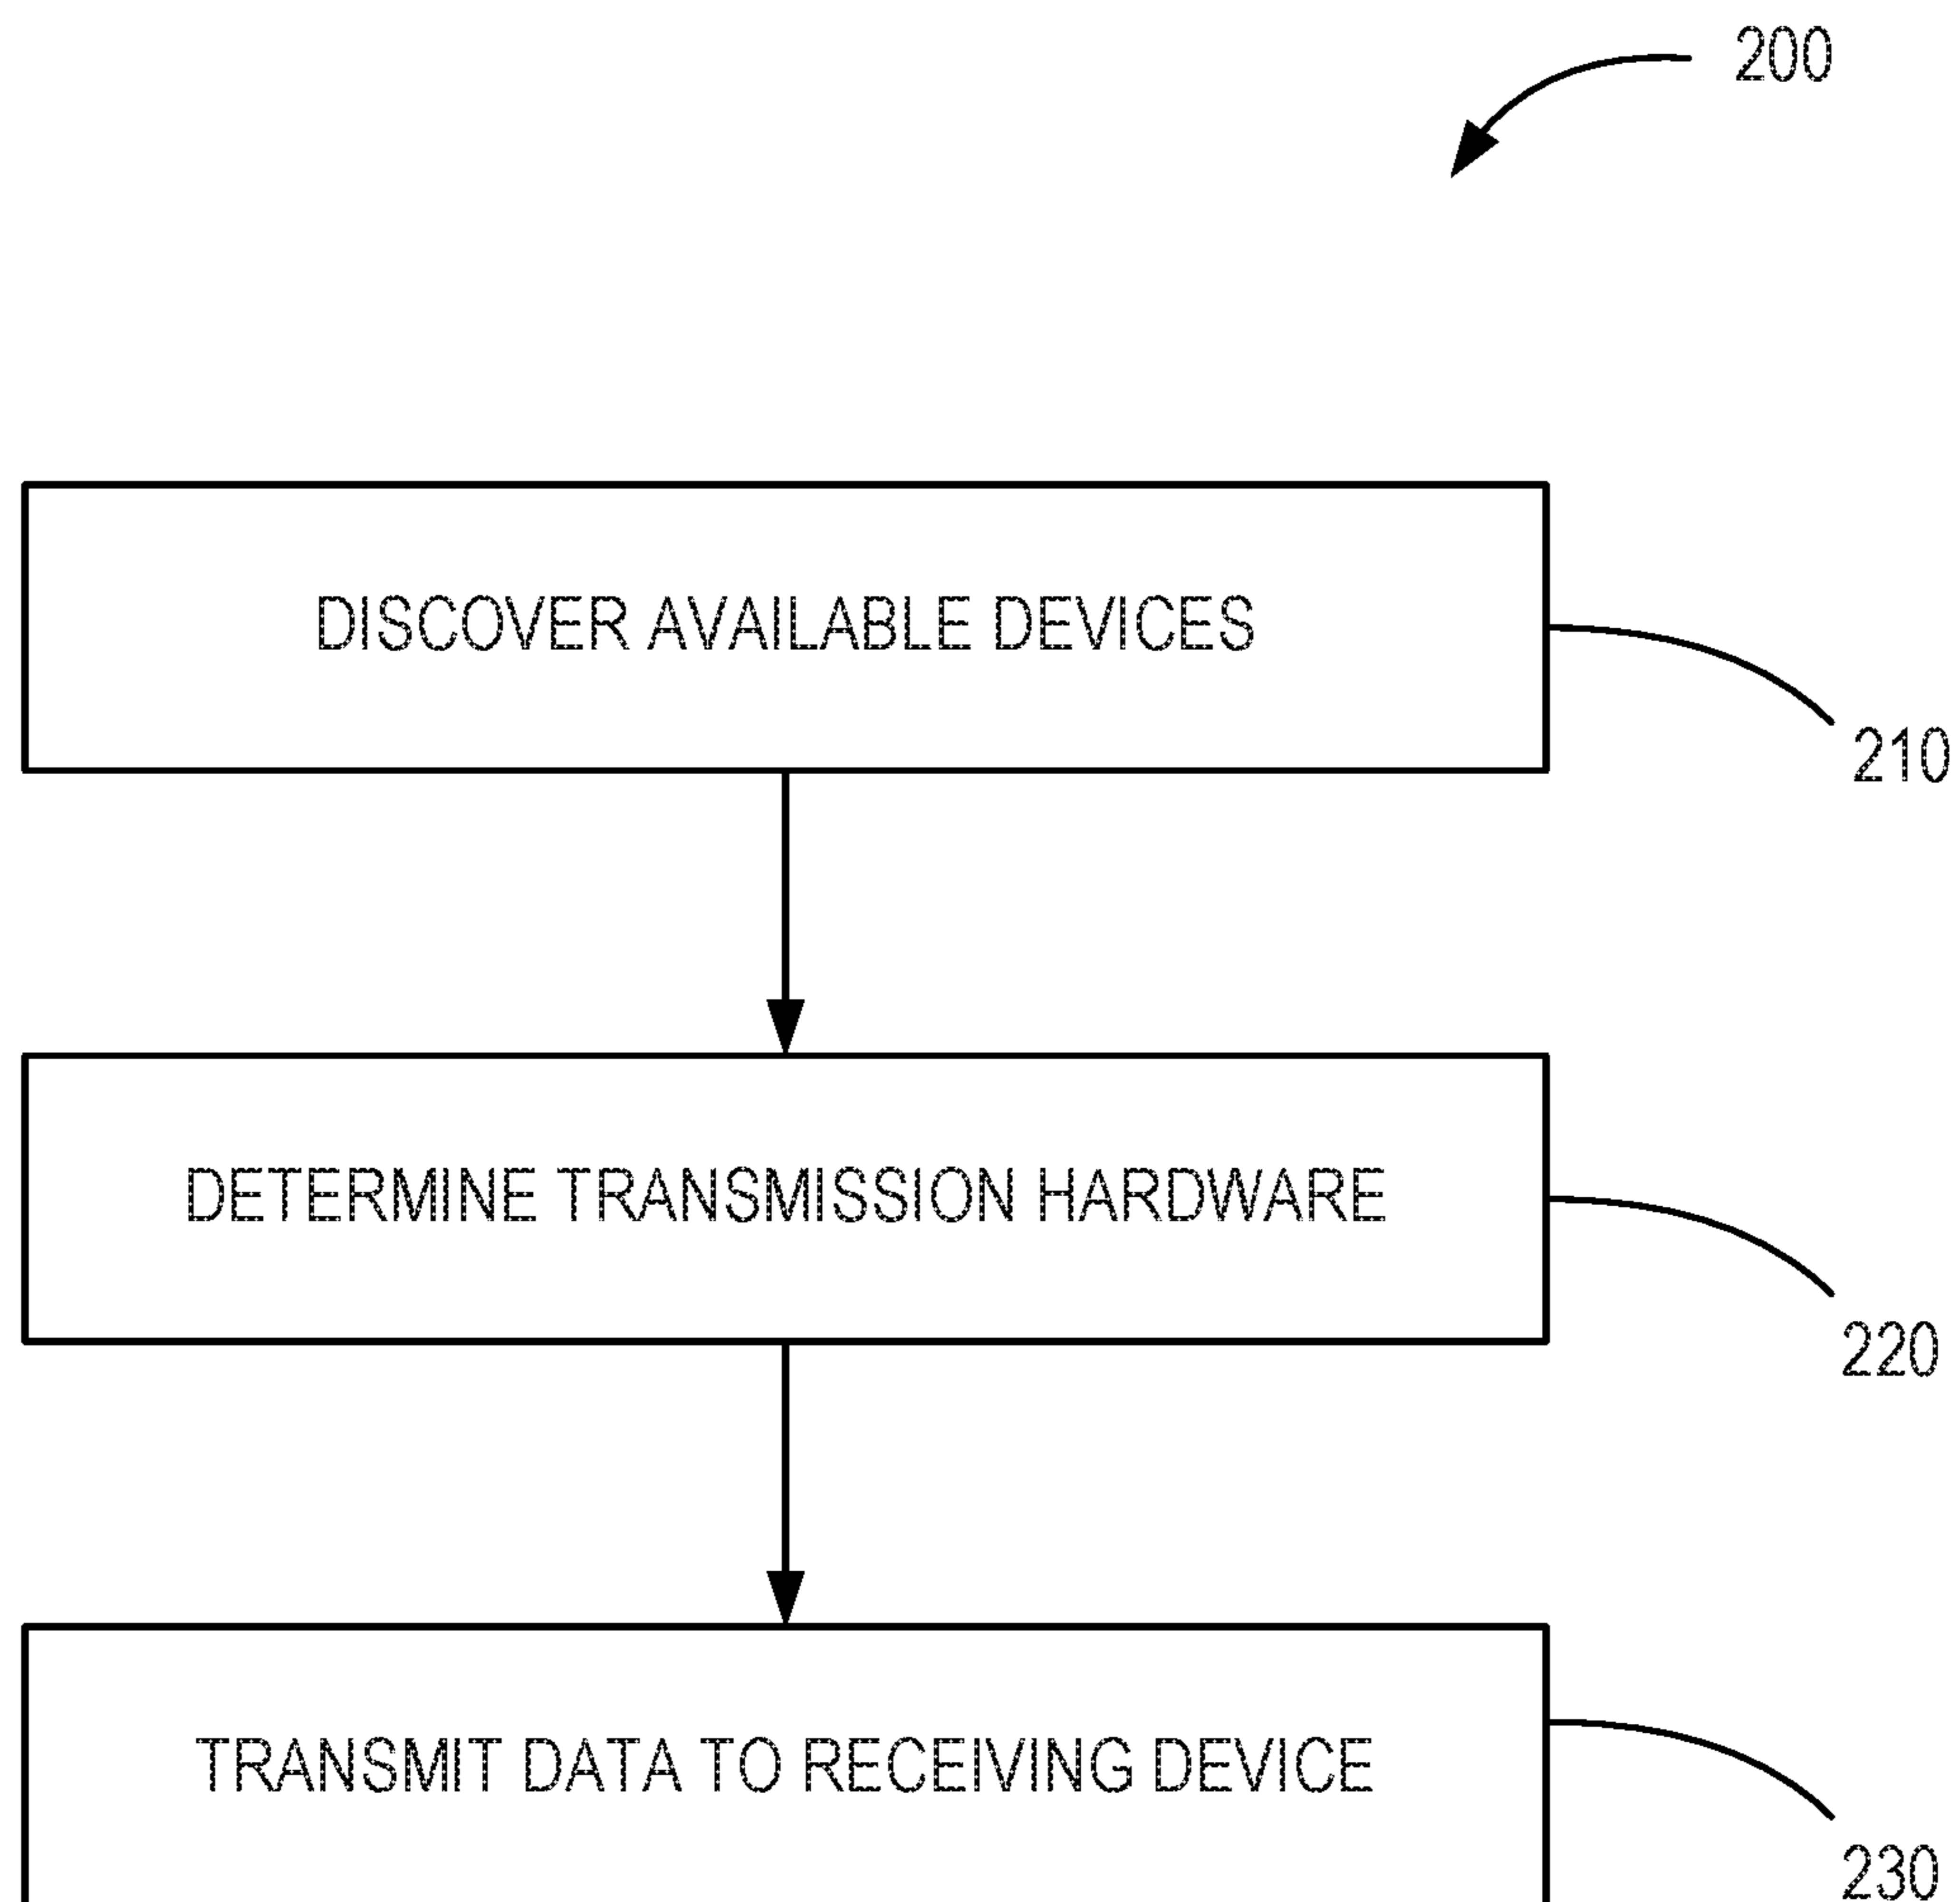 200
DISCOVER AVAILABLE DEVICES
210
DETERMINE TRANSMISSION HARDWARE
220
TRANSMIT DATA TO RECEIVING DEVICE
230